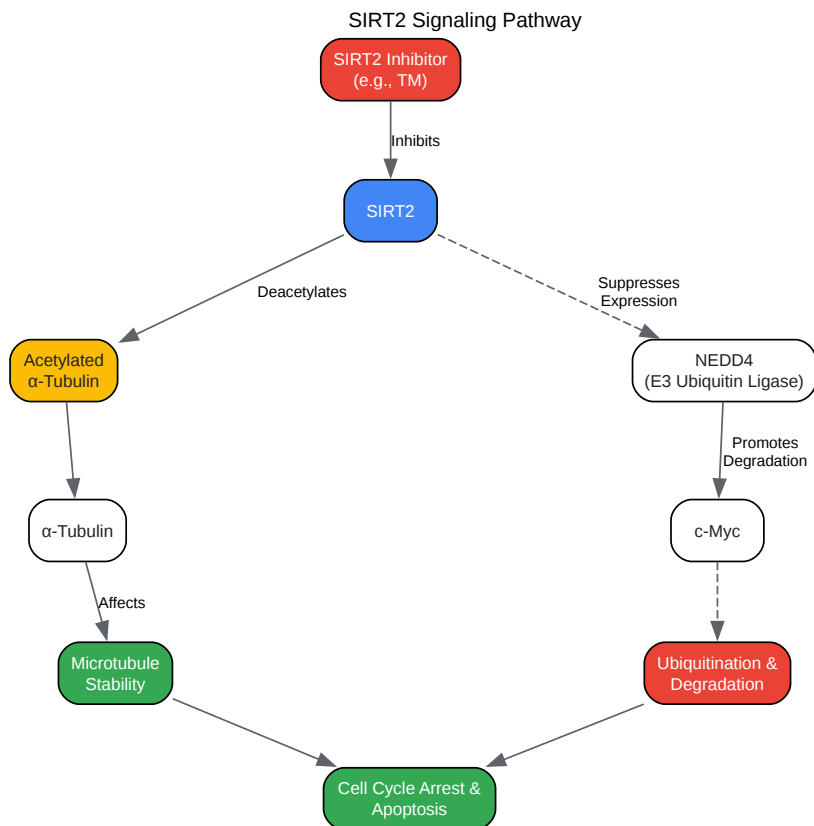 SIRT2 Signaling Pathway
SIRT2 Inhibitor
(e.g., TM)
Inhibits
SIRT2
Deacetylates
Suppresses
Expression
Acetylated
α-Tubulin
NEDD4
(E3 Ubiquitin Ligase)
Promotes
Degradation
α-Tubulin
c-Myc
Affects
Microtubule
Stability
Ubiquitination &
Degradation
Cell Cycle Arrest &
Apoptosis